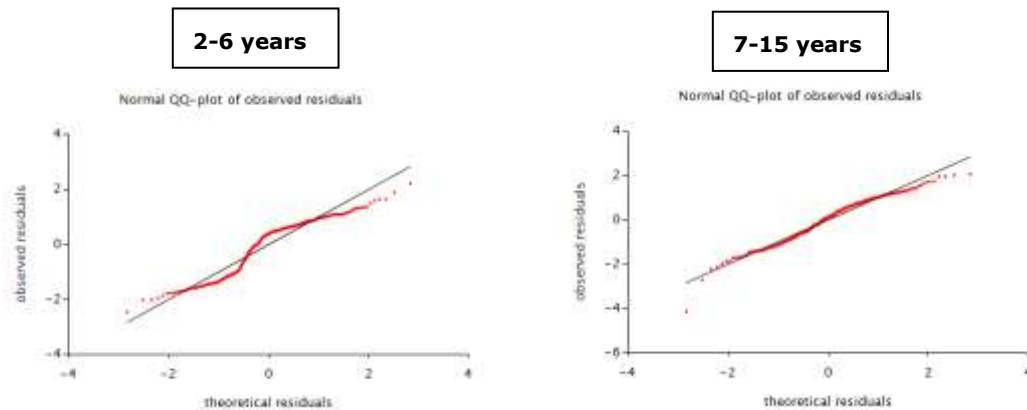 2-6 years
Normal QQ-plot of observed residuals
4
2
0
-2
-4
observed residuals
-4
-2
0
2
4
theoretical residuals
7-15 years
Normal QQ-plot of observed residuals
4
2
0
-2
-4
-6
observed residuals
-4
-2
0
2
4
theoretical residuals